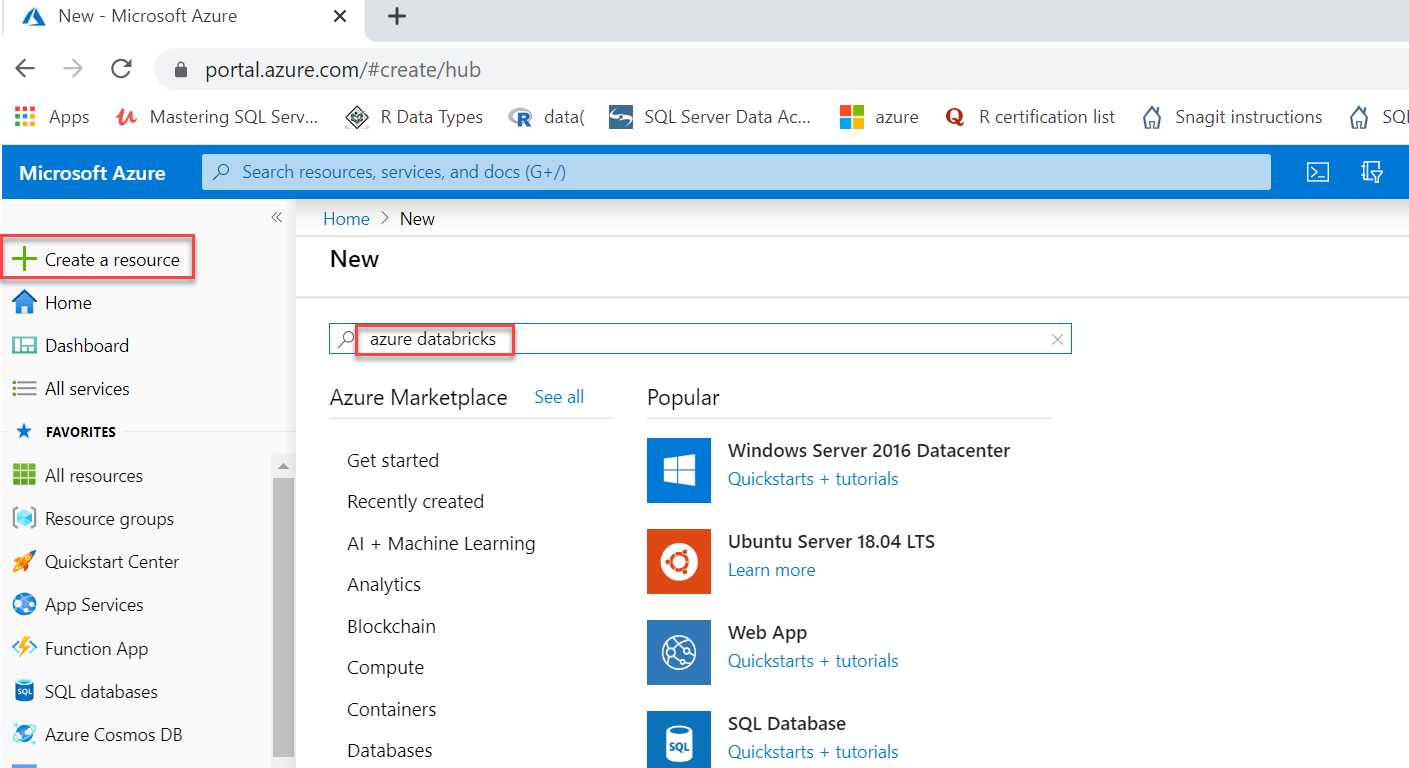 New - Microsoft Azure
portal.azure.com/#create/hub
Apps Mastering SQL Serv... R Data Types data( SQL Server Data Ac... azure R certification list Snagit instructions SQL
Microsoft Azure Search resources, services, and docs (G+/)
Home > New
Create a resource
New
Home
azure databricks
Dashboard
All services
FAVORITES
All resources
Resource groups
Quickstart Center
App Services
Function App
SQL databases
Azure Cosmos DB
Azure Marketplace See all
Get started
Recently created
AI + Machine Learning
Analytics
Blockchain
Compute
Containers
Databases
Popular
Windows Server 2016 Datacenter
Quickstarts + tutorials
Ubuntu Server 18.04 LTS
Learn more
Web App
Quickstarts + tutorials
SQL
SQL Database
Quickstarts + tutorials